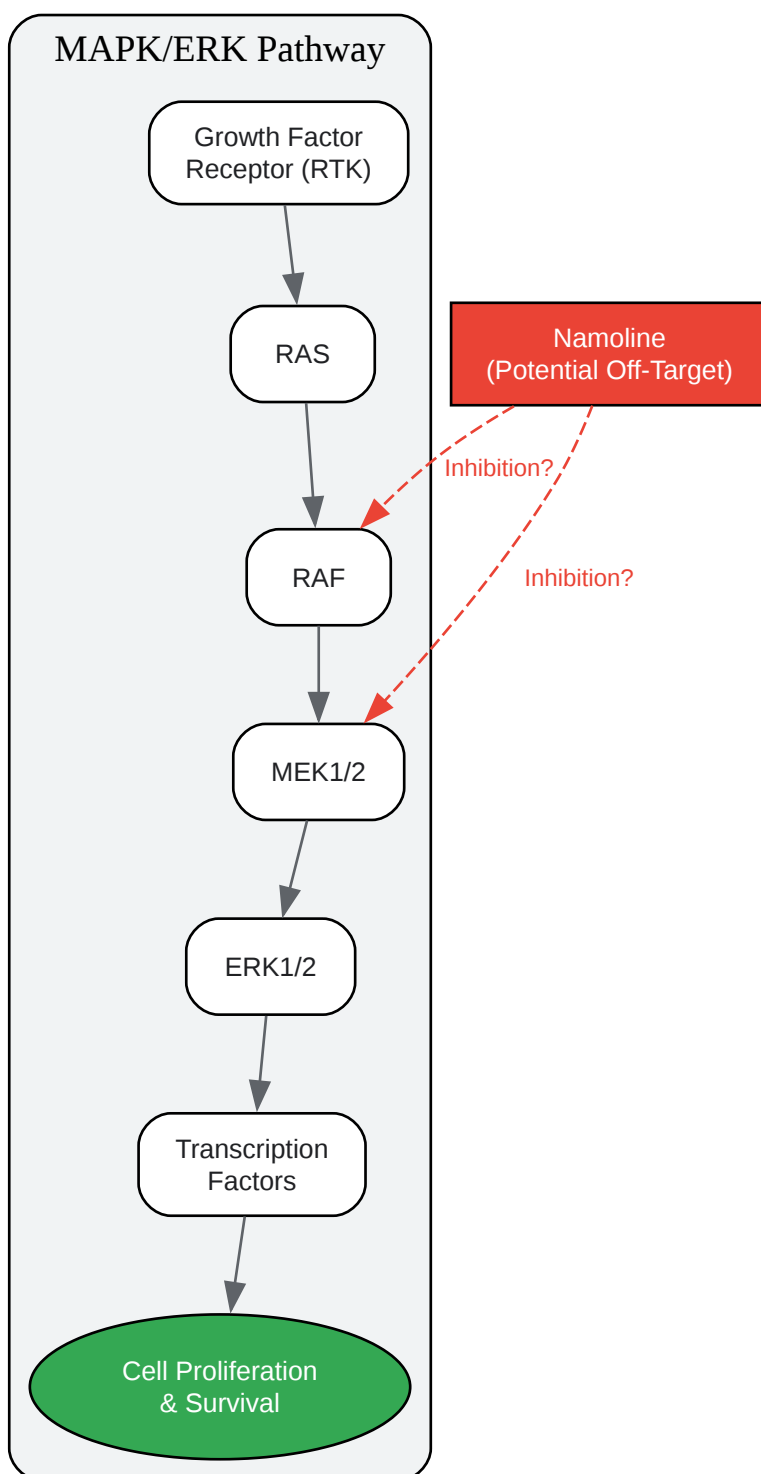 MAPK/ERK Pathway
Growth Factor
Receptor (RTK)
RAS
Namoline
(Potential Off-Target)
Inhibition?
RAF
Inhibition?
MEK1/2
ERK1/2
Transcription
Factors
Cell Proliferation
& Survival